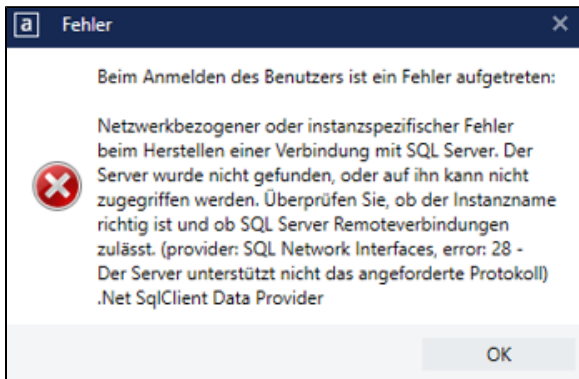 a Fehler
Beim Anmelden des Benutzers ist ein Fehler aufgetreten:
Netzwerkbezogener oder instanzspezifischer Fehler
beim Herstellen einer Verbindung mit SQL Server. Der
Server wurde nicht gefunden, oder auf ihn kann nicht
zugegriffen werden. Überprüfen Sie, ob der Instanzname
richtig ist und ob SQL Server Remoteverbindungen
zulässt. (provider: SQL Network Interfaces, error: 28 -
Der Server unterstützt nicht das angeforderte Protokoll)
.Net SqlClient Data Provider
OK